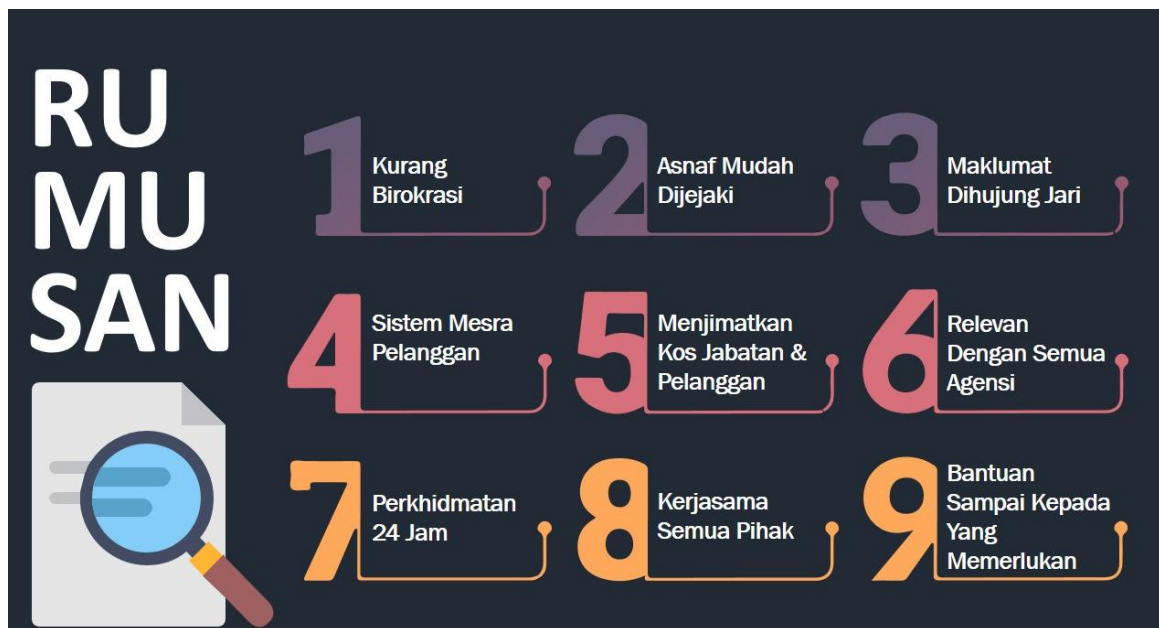 RU
MU
SAN
1
Kurang
Birokrasi
2
Asnaf Mudah
Dijejaki
3
Maklumat
Dihujung Jari
4
Sistem Mesra
Pelanggan
5
Menjimatkan
Kos Jabatan &
Pelanggan
6
Relevan
Dengan Semua
Agensi
7
Perkhidmatan
24 Jam
8
Kerjasama
Semua Pihak
9
Bantuan
Sampai Kepada
Yang
Memerlukan